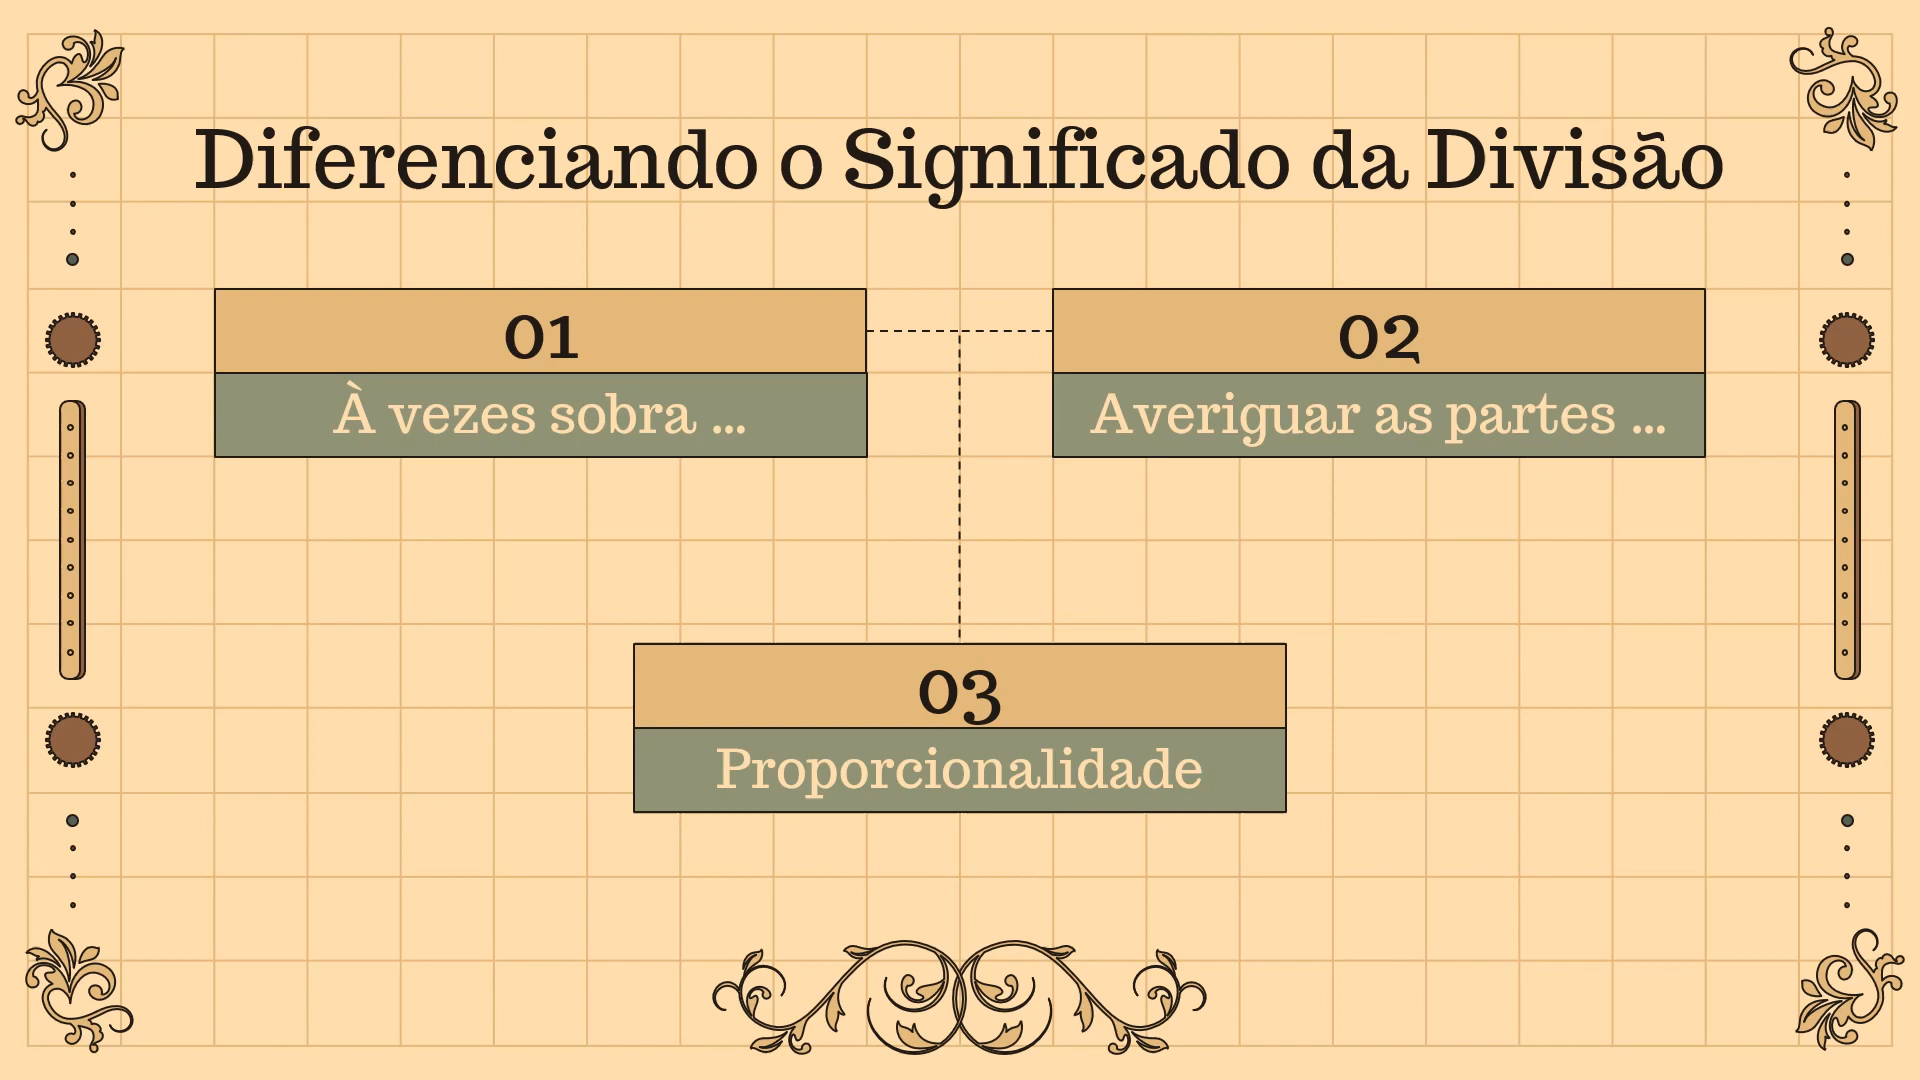 Diferenciando o Significado da Divisão
01
À vezes sobra ...
02
Averiguar as partes ...
03
Proporcionalidade